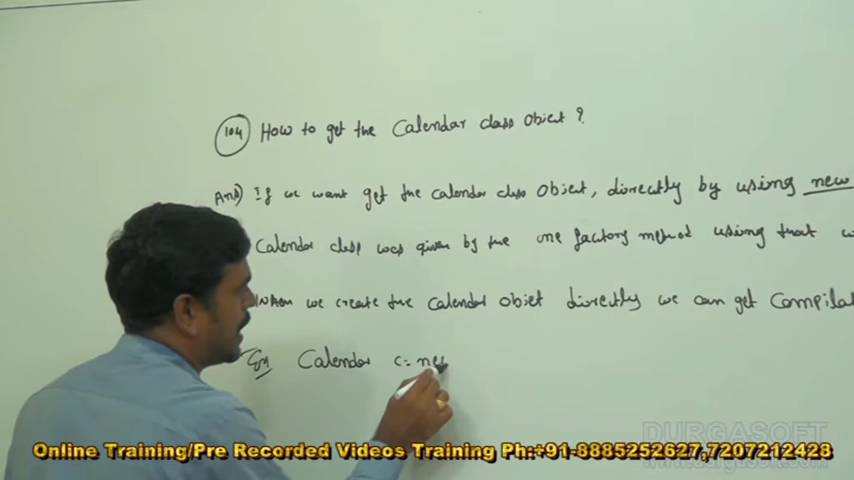 104 How to get the Calendar class Object ?
Ans) If we want get the calendar class Object, directly by using new
Calendar class was given by the one factory method using that
When we create the calendar object directly we can get Compilat
Ex Calendar c= new
DURGASOFT
Online Training/Pre Recorded Videos Training Ph:+91-8885252627,7207212428